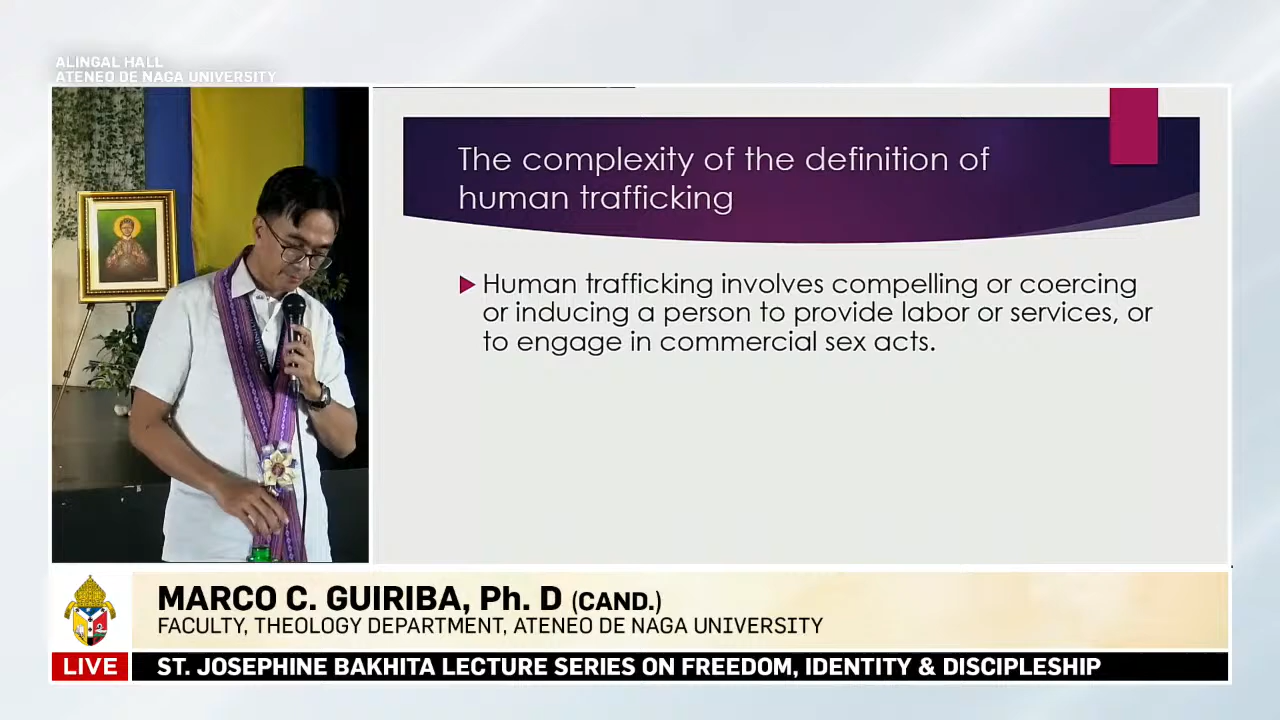 ALINGAL HALL
ATENEO DE NAGA UNIVERSITY
The complexity of the definition of
human trafficking
Human trafficking involves compelling or coercing
or inducing a person to provide labor or services, or
to engage in commercial sex acts.
MARCO C. GUIRIBA, Ph. D (CAND.)
FACULTY, THEOLOGY DEPARTMENT, ATENEO DE NAGA UNIVERSITY
LIVE
ST. JOSEPHINE BAKHITA LECTURE SERIES ON FREEDOM, IDENTITY & DISCIPLESHIP